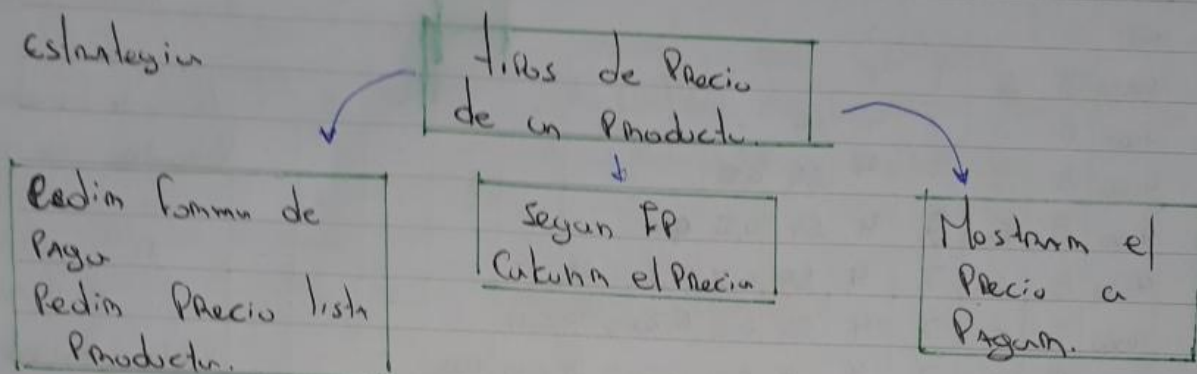 Estrategia
tipos de Precio
de un Producto.
Pedir forma de
Pago
Pedir Precio lista
Producto.
Segun FP
Calcular el Precio
Mostrar el
Precio a
Pagar.